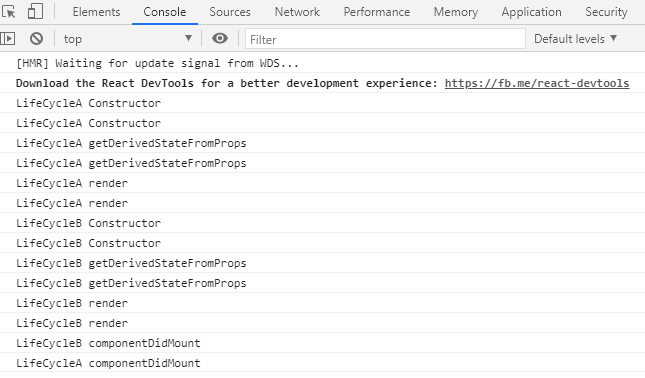 Elements Console Sources Network Performance Memory Application Security
top Filter Default levels
[HMR] Waiting for update signal from WDS...
Download the React DevTools for a better development experience: https://fb.me/react-devtools
LifeCycleA Constructor
LifeCycleA Constructor
LifeCycleA getDerivedStateFromProps
LifeCycleA getDerivedStateFromProps
LifeCycleA render
LifeCycleA render
LifeCycleB Constructor
LifeCycleB Constructor
LifeCycleB getDerivedStateFromProps
LifeCycleB getDerivedStateFromProps
LifeCycleB render
LifeCycleB render
LifeCycleB componentDidMount
LifeCycleA componentDidMount